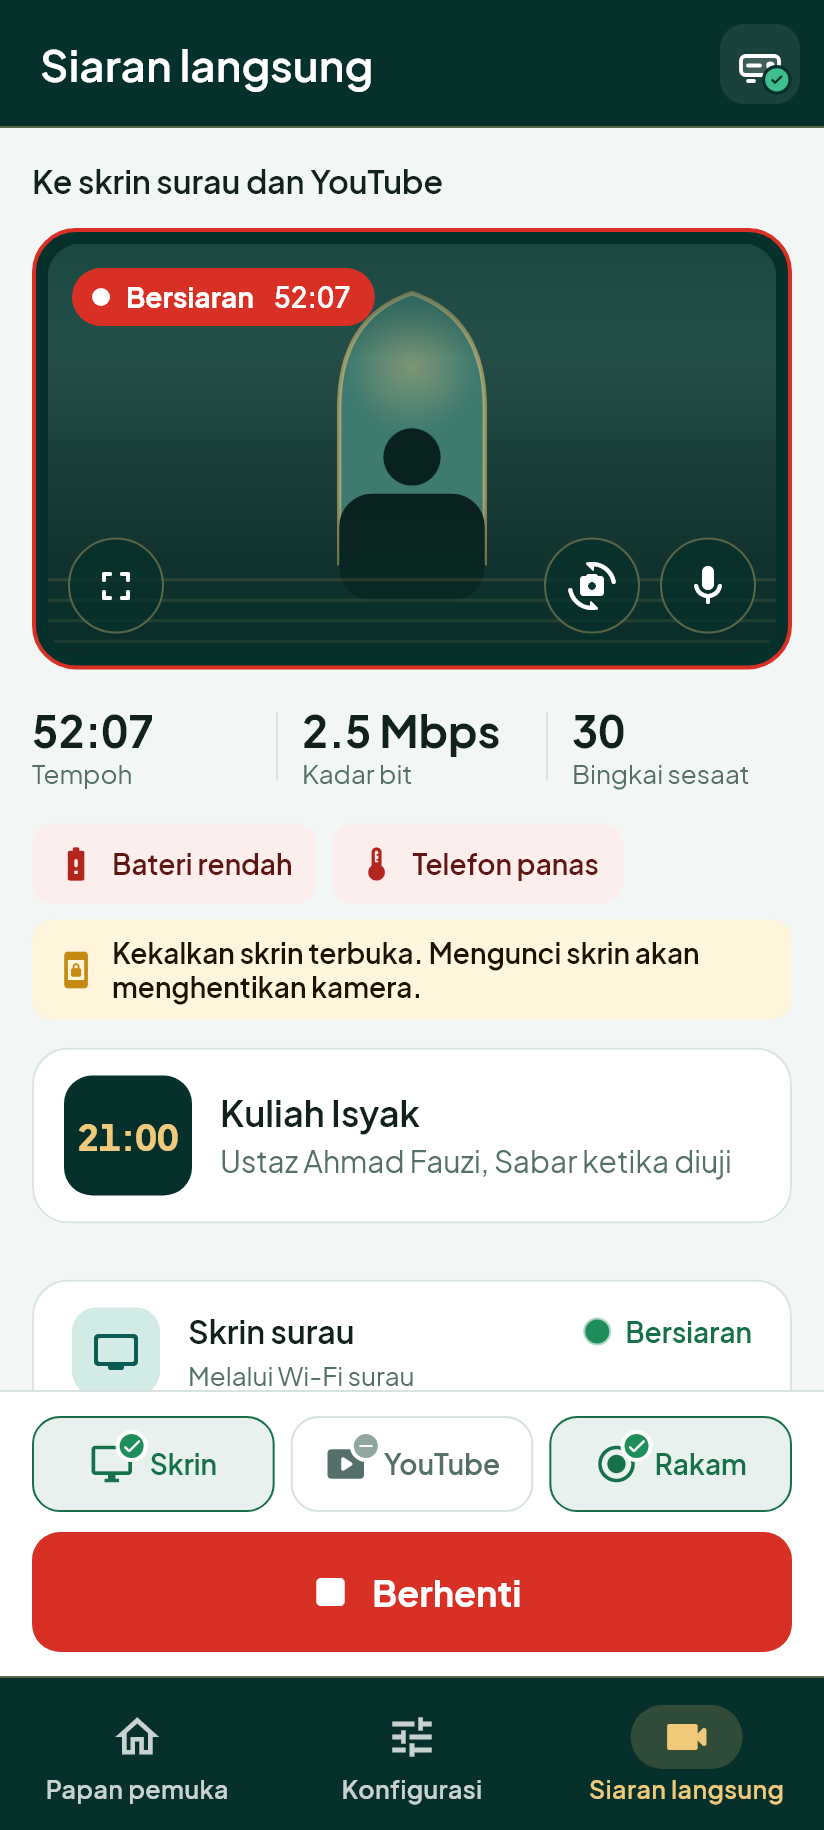 Siaran langsung
Ke skrin surau dan YouTube
Bersiaran 52:07
52:07
Tempoh
2.5 Mbps
Kadar bit
30
Bingkai sesaat
Bateri rendah
Telefon panas
Kekalkan skrin terbuka. Mengunci skrin akan
menghentikan kamera.
21:00
Kuliah Isyak
Ustaz Ahmad Fauzi, Sabar ketika diuji
Skrin surau
Bersiaran
Melalui Wi-Fi surau
Skrin
YouTube
Rakam
Berhenti
Papan pemuka
Konfigurasi
Siaran langsung